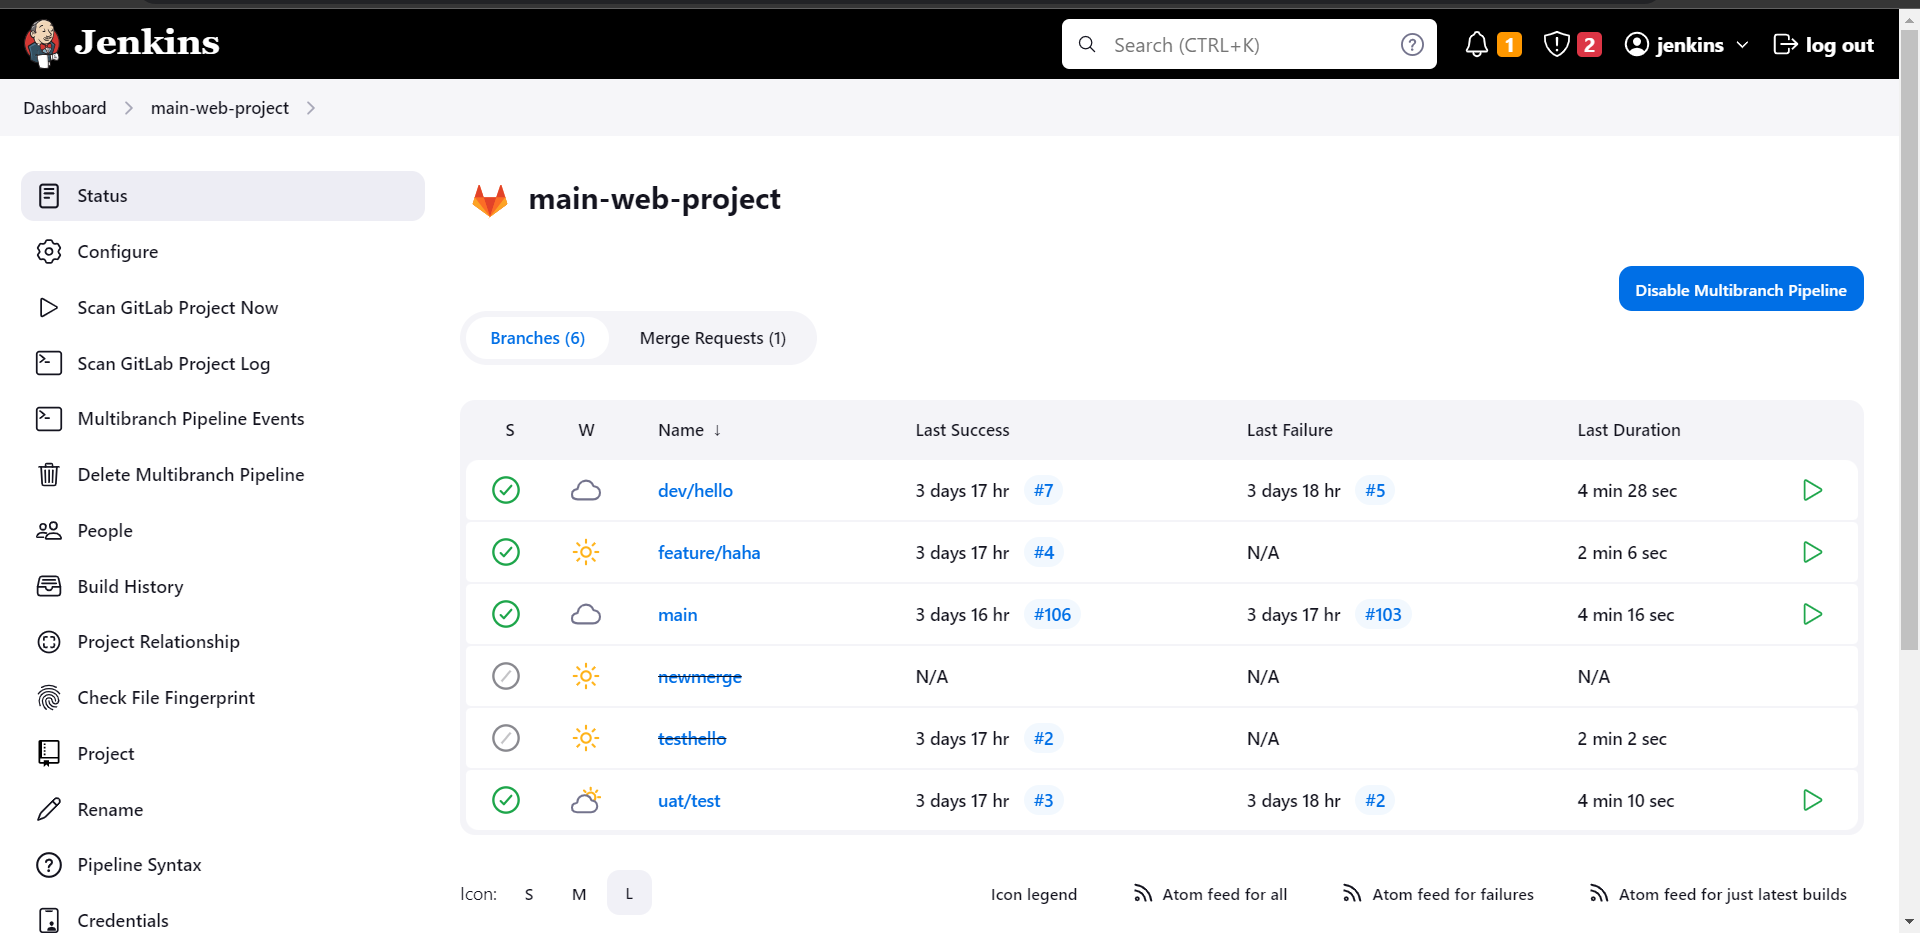 Jenkins
Search (CTRL+K)
1
2
jenkins
log out
Dashboard
main-web-project
Status
Configure
Scan GitLab Project Now
Scan GitLab Project Log
Multibranch Pipeline Events
Delete Multibranch Pipeline
People
Build History
Project Relationship
Check File Fingerprint
Project
Rename
Pipeline Syntax
Credentials
main-web-project
Disable Multibranch Pipeline
Branches (6) Merge Requests (1)
S W Name ↓ Last Success Last Failure Last Duration
dev/hello 3 days 17 hr #7 3 days 18 hr #5 4 min 28 sec
feature/haha 3 days 17 hr #4 N/A 2 min 6 sec
main 3 days 16 hr #106 3 days 17 hr #103 4 min 16 sec
newmerge N/A N/A N/A
testhello 3 days 17 hr #2 N/A 2 min 2 sec
uat/test 3 days 17 hr #3 3 days 18 hr #2 4 min 10 sec
Icon: S M L
Icon legend
Atom feed for all
Atom feed for failures
Atom feed for just latest builds